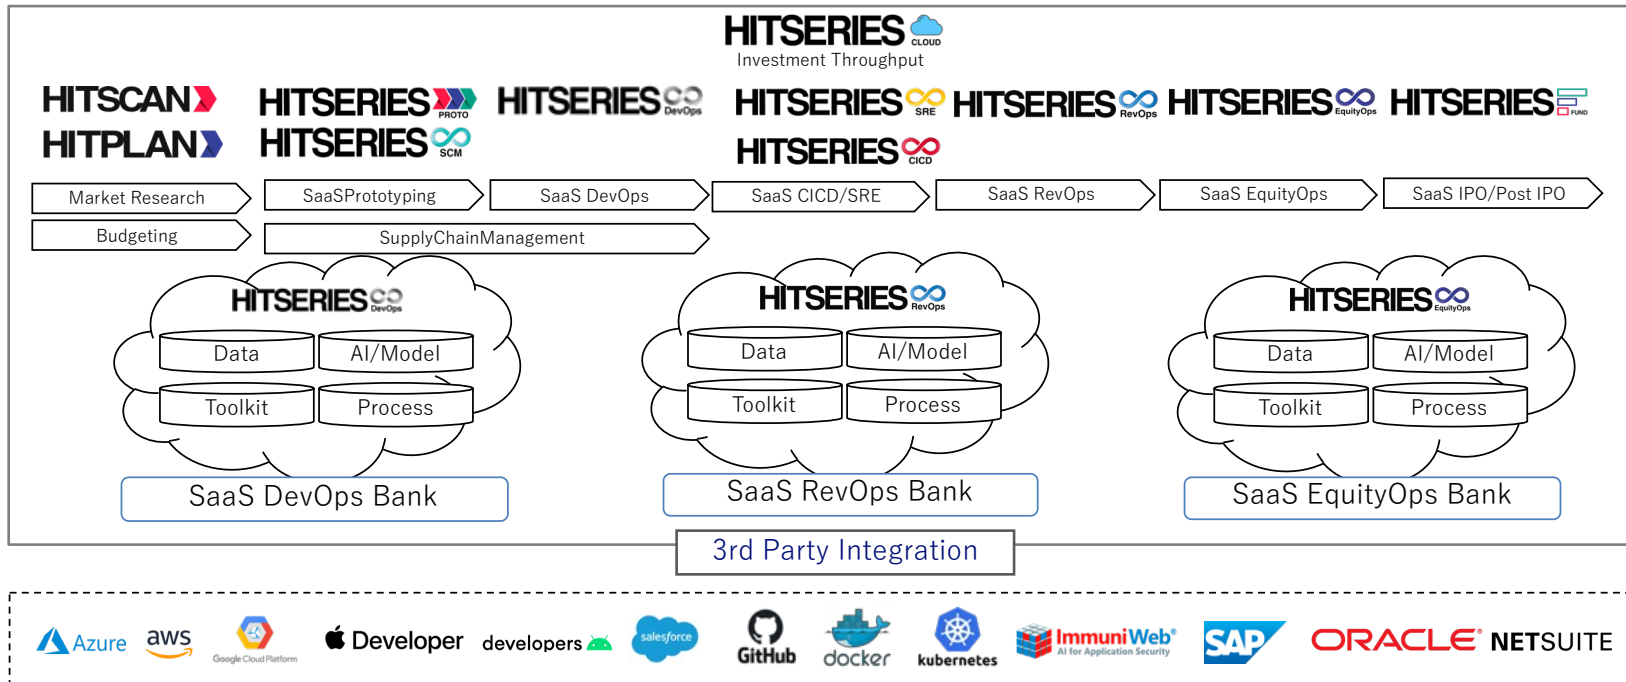 HITSERIES CLOUD
Investment Throughput
HITSCAN
HITPLAN
HITSERIES PROTO
HITSERIES SCM
HITSERIES DevOps
HITSERIES SRE
HITSERIES CICD
HITSERIES RevOps
HITSERIES EquityOps
HITSERIES FUND
Market Research
SaaSPrototyping
SaaS DevOps
SaaS CICD/SRE
SaaS RevOps
SaaS EquityOps
SaaS IPO/Post IPO
Budgeting
SupplyChainManagement
HITSERIES DevOps
Data
AI/Model
Toolkit
Process
SaaS DevOps Bank
HITSERIES RevOps
Data
AI/Model
Toolkit
Process
SaaS RevOps Bank
HITSERIES EquityOps
Data
AI/Model
Toolkit
Process
SaaS EquityOps Bank
3rd Party Integration
Azure
aws
Google Cloud Platform
Developer
developers
salesforce
GitHub
docker
kubernetes
ImmuniWeb®
AI for Application Security
SAP
ORACLE® NETSUITE